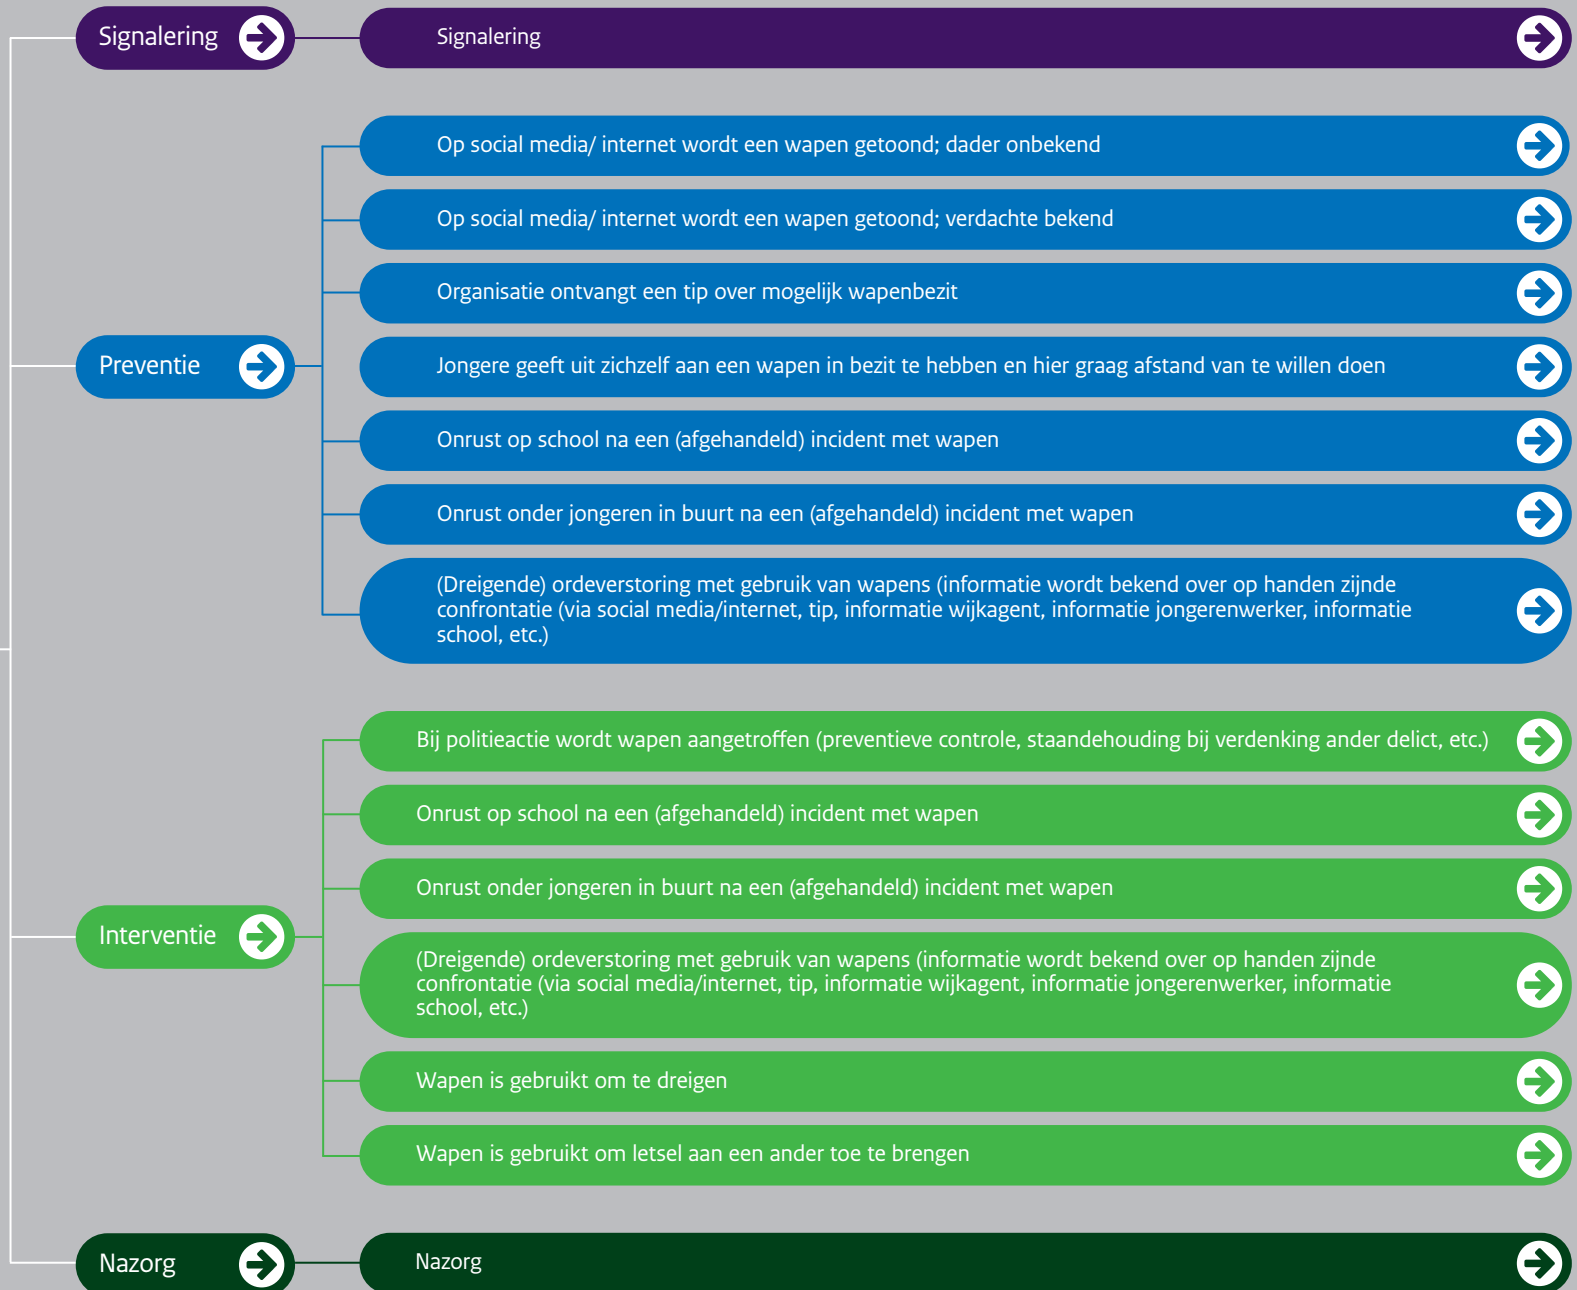 Signalering
Signalering
Preventie
Op social media/ internet wordt een wapen getoond; dader onbekend
Op social media/ internet wordt een wapen getoond; verdachte bekend
Organisatie ontvangt een tip over mogelijk wapenbezit
Jongere geeft uit zichzelf aan een wapen in bezit te hebben en hier graag afstand van te willen doen
Onrust op school na een (afgehandeld) incident met wapen
Onrust onder jongeren in buurt na een (afgehandeld) incident met wapen
(Dreigende) ordeverstoring met gebruik van wapens (informatie wordt bekend over op handen zijnde
confrontatie (via social media/internet, tip, informatie wijkagent, informatie jongerenwerker, informatie
school, etc.)
Interventie
Bij politieactie wordt wapen aangetroffen (preventieve controle, staandehouding bij verdenking ander delict, etc.)
Onrust op school na een (afgehandeld) incident met wapen
Onrust onder jongeren in buurt na een (afgehandeld) incident met wapen
(Dreigende) ordeverstoring met gebruik van wapens (informatie wordt bekend over op handen zijnde
confrontatie (via social media/internet, tip, informatie wijkagent, informatie jongerenwerker, informatie
school, etc.)
Wapen is gebruikt om te dreigen
Wapen is gebruikt om letsel aan een ander toe te brengen
Nazorg
Nazorg